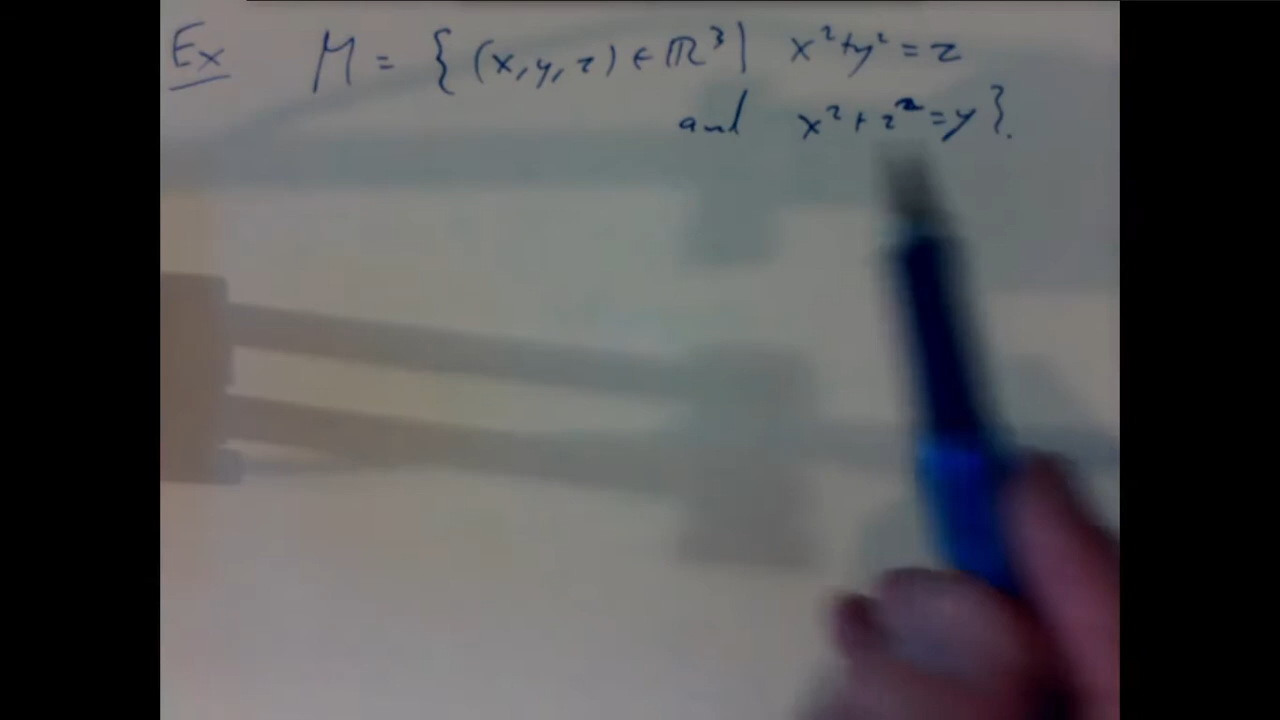 Ex M = { (x, y, z) ∈ ℝ³ | x² + y² = z
and x² + z² = y }.